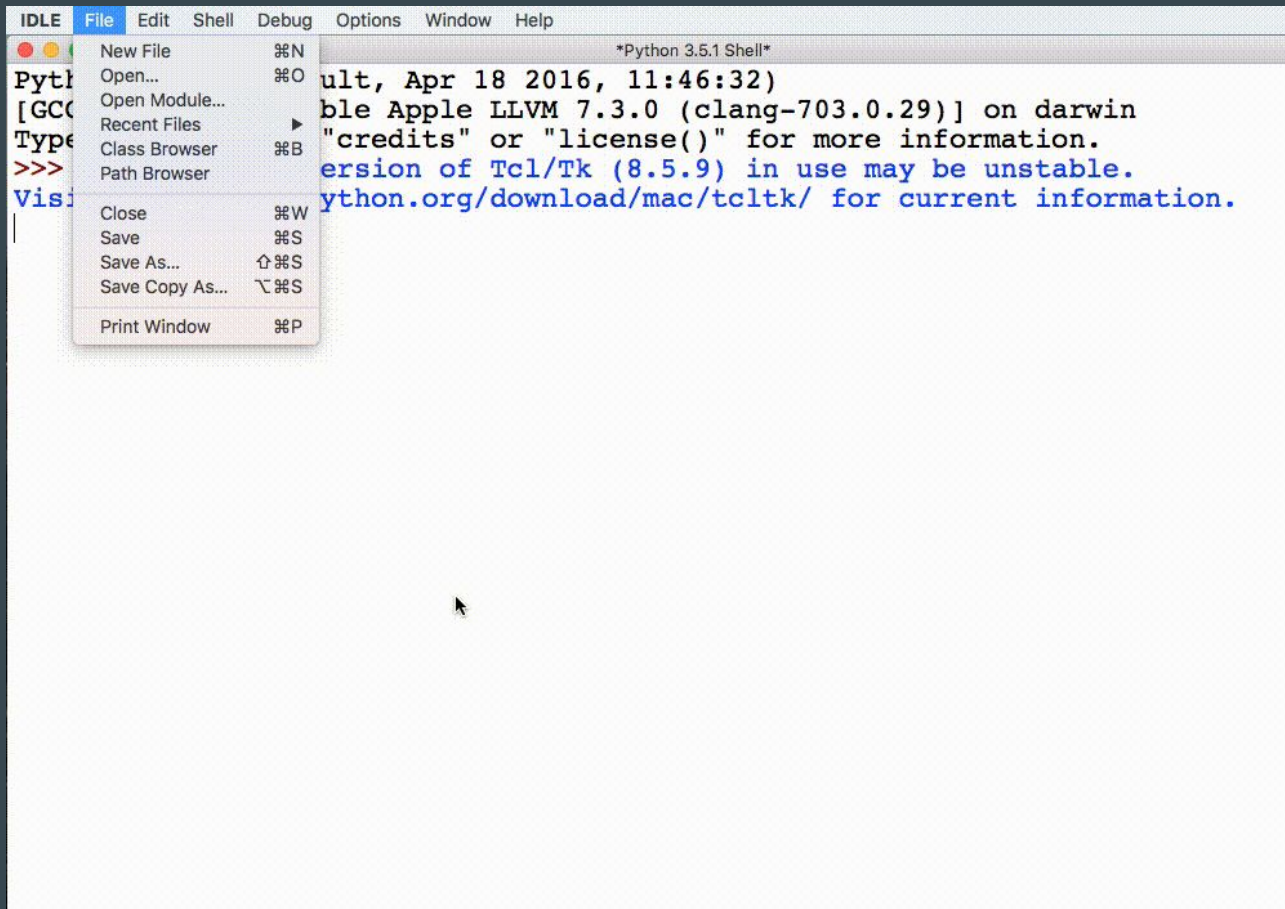 IDLE File Edit Shell Debug Options Window Help
*Python 3.5.1 Shell*
New File ⌘N
Open... ⌘O
Open Module...
Recent Files ▶
Class Browser ⌘B
Path Browser
Close ⌘W
Save ⌘S
Save As... ⇧⌘S
Save Copy As... ⌥⌘S
Print Window ⌘P
Pyth ult, Apr 18 2016, 11:46:32)
[GCC ble Apple LLVM 7.3.0 (clang-703.0.29)] on darwin
Type "credits" or "license()" for more information.
>>> ersion of Tcl/Tk (8.5.9) in use may be unstable.
Visi ython.org/download/mac/tcltk/ for current information.